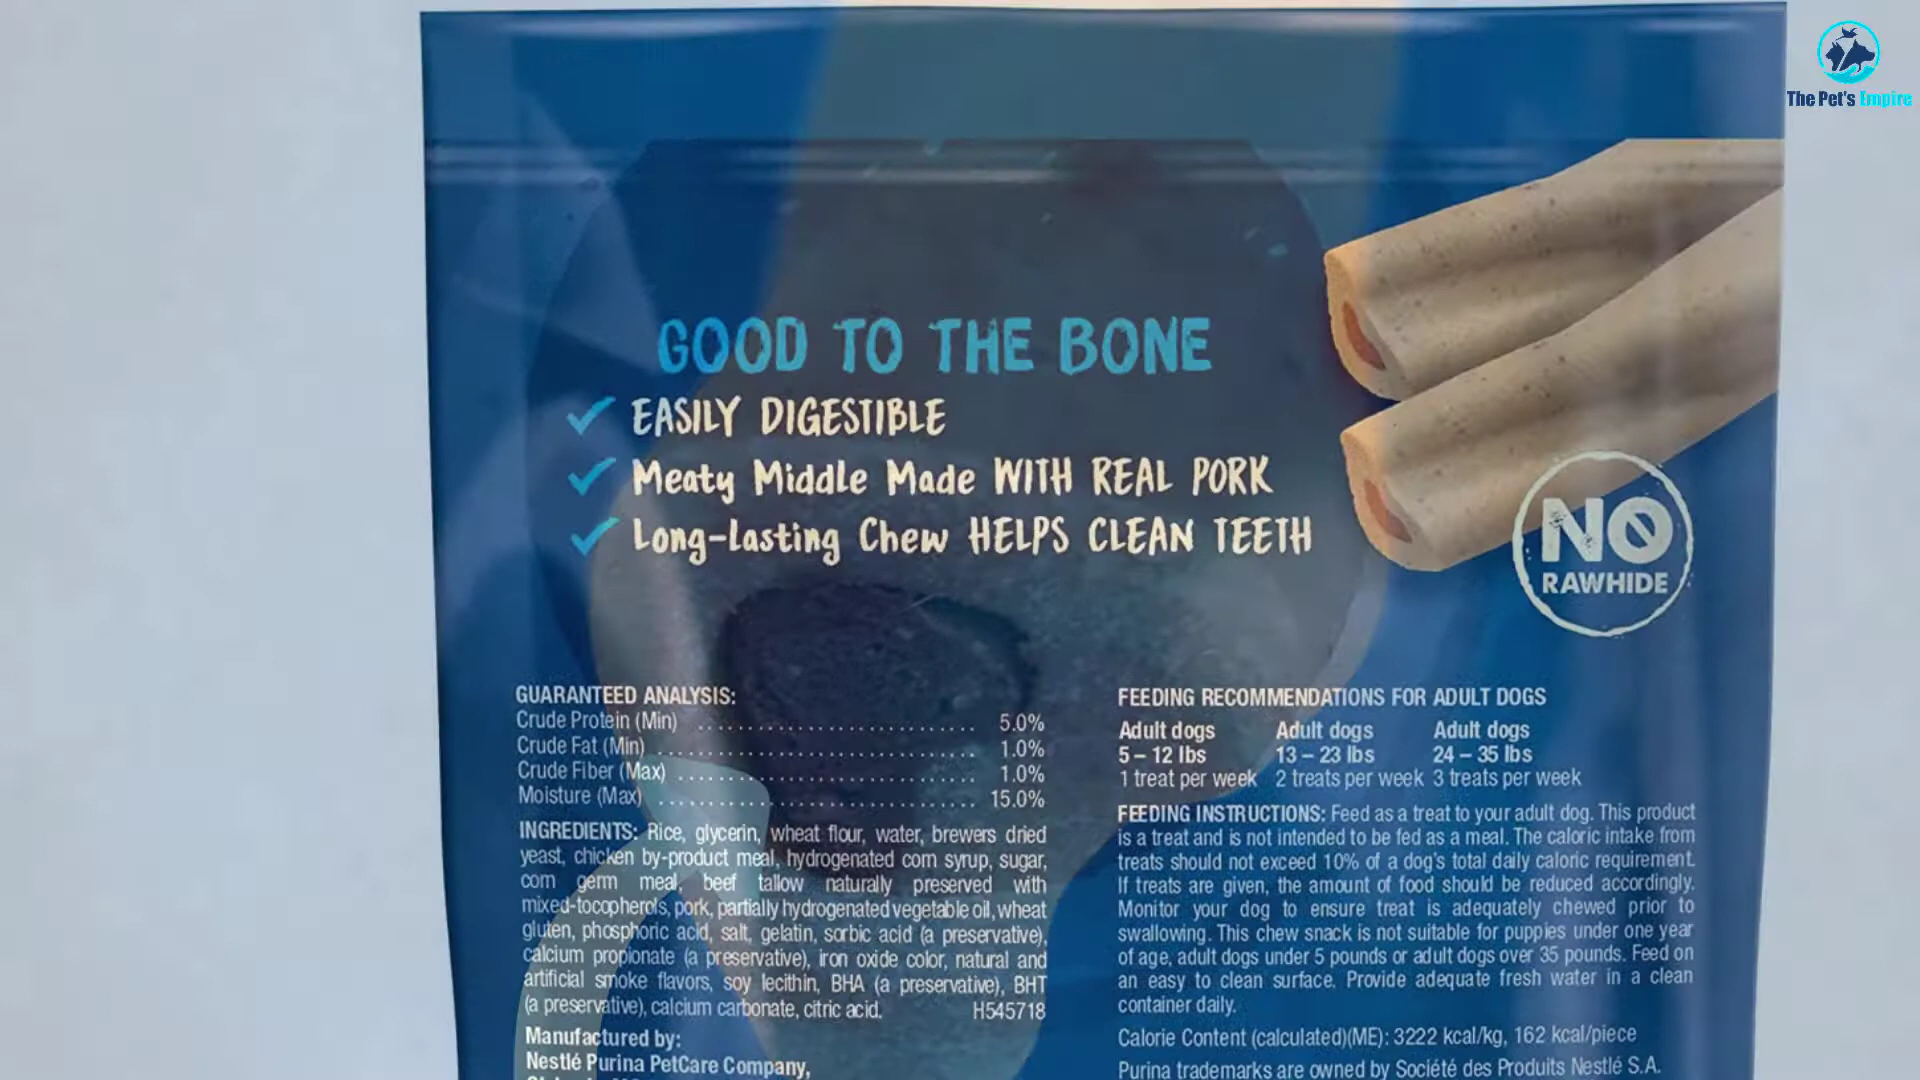 The Pet's Empire
GOOD TO THE BONE
EASILY DIGESTIBLE
Meaty Middle Made WITH REAL PORK
Long-lasting Chew HELPS CLEAN TEETH
NO
RAWHIDE
GUARANTEED ANALYSIS:
Crude Protein (Min) 5.0%
Crude Fat (Min) 1.0%
Crude Fiber (Max) 1.0%
Moisture (Max) 15.0%
INGREDIENTS: Rice, glycerin, wheat flour, water, brewers dried
yeast, chicken by-product meal, hydrogenated corn syrup, sugar,
corn germ meal, beef tallow naturally preserved with
mixed-tocopherols, pork, partially hydrogenated vegetable oil, wheat
gluten, phosphoric acid, salt, gelatin, sorbic acid (a preservative),
calcium propionate (a preservative), iron oxide color, natural and
artificial smoke flavors, soy lecithin, BHA (a preservative), BHT
(a preservative), calcium carbonate, citric acid. H545718
Manufactured by:
Nestlé Purina PetCare Company,
FEEDING RECOMMENDATIONS FOR ADULT DOGS
Adult dogs Adult dogs Adult dogs
5 – 12 lbs 13 – 23 lbs 24 – 35 lbs
1 treat per week 2 treats per week 3 treats per week
FEEDING INSTRUCTIONS: Feed as a treat to your adult dog. This product
is a treat and is not intended to be fed as a meal. The caloric intake from
treats should not exceed 10% of a dog's total daily caloric requirement.
If treats are given, the amount of food should be reduced accordingly.
Monitor your dog to ensure treat is adequately chewed prior to
swallowing. This chew snack is not suitable for puppies under one year
of age, adult dogs under 5 pounds or adult dogs over 35 pounds. Feed on
an easy to clean surface. Provide adequate fresh water in a clean
container daily.
Calorie Content (calculated)(ME): 3222 kcal/kg, 162 kcal/piece
Purina trademarks are owned by Société des Produits Nestlé S.A.